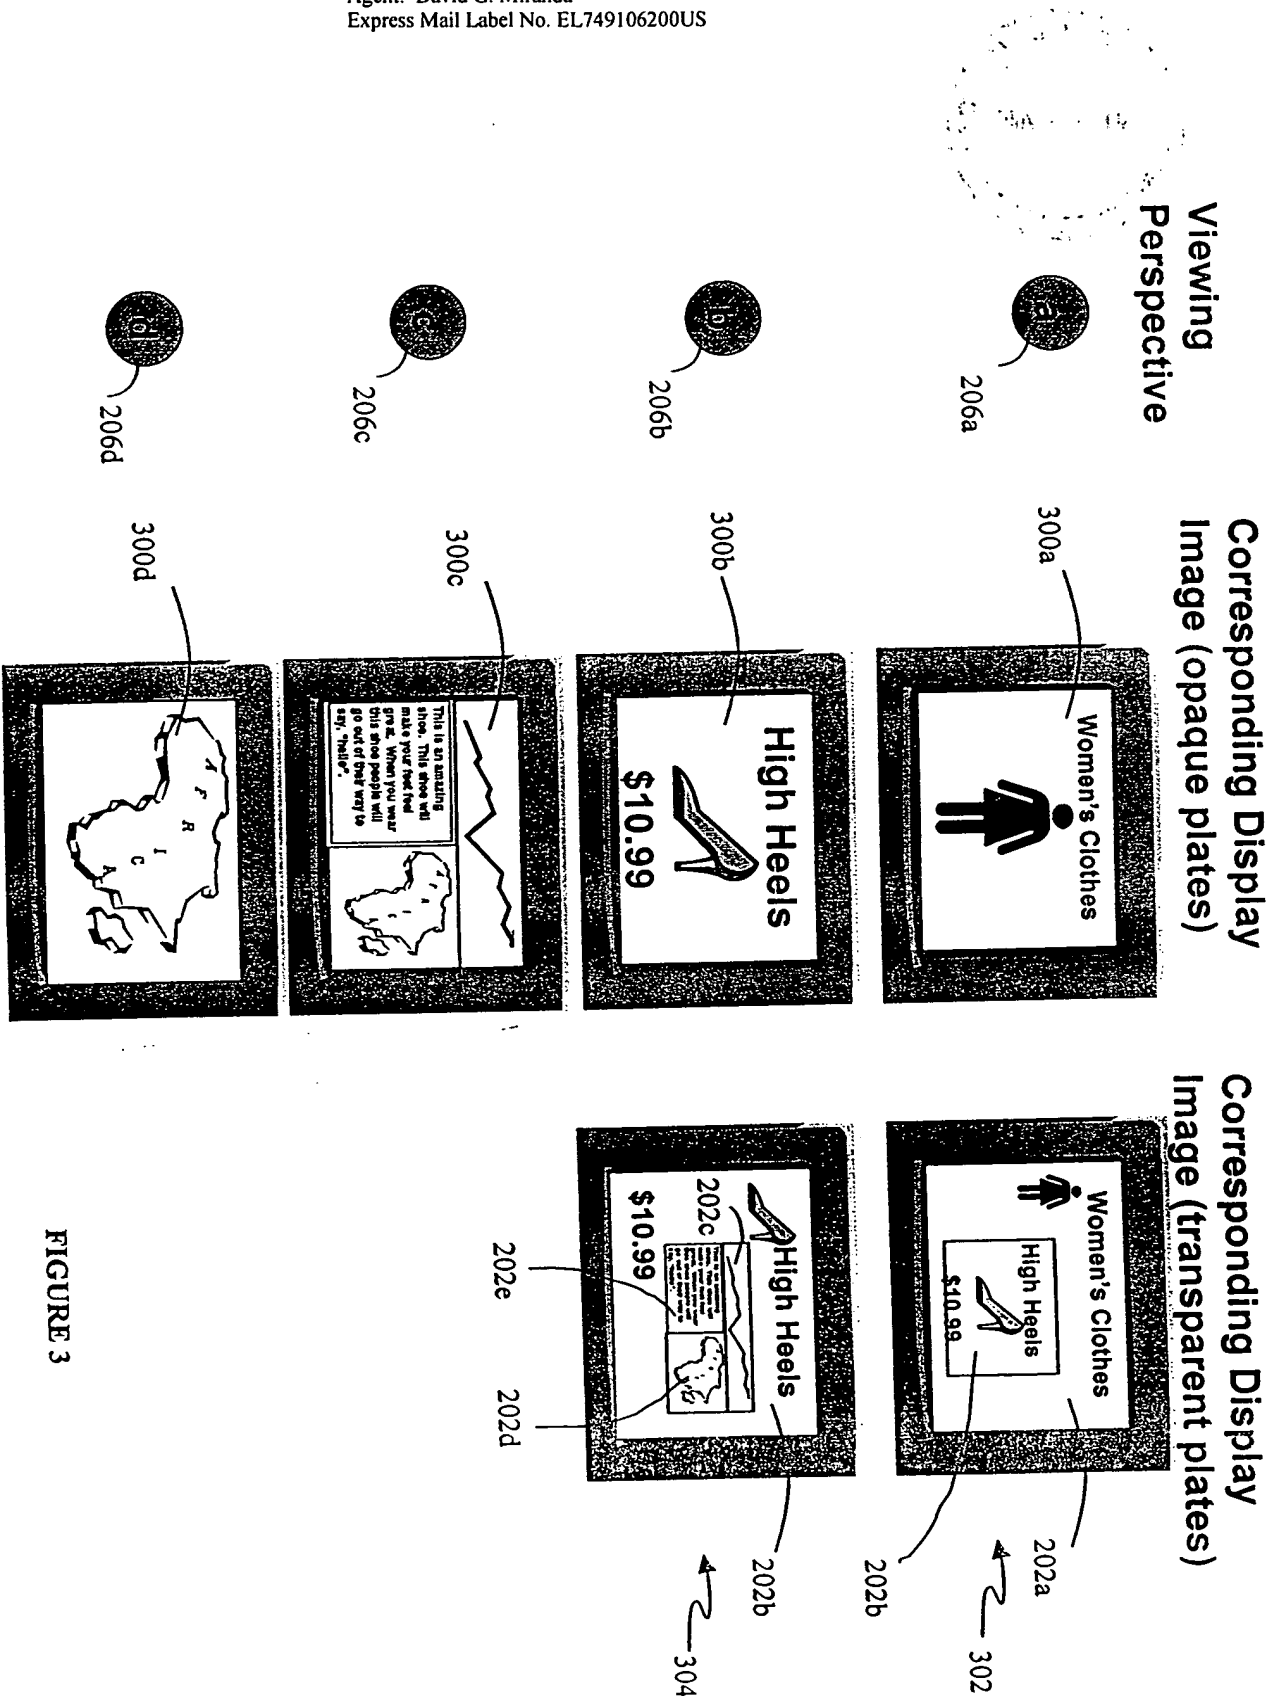 Agent: David G. Miranda
Express Mail Label No. EL749106200US
Viewing
Perspective
Corresponding Display
Image (opaque plates)
Corresponding Display
Image (transparent plates)
a
206a
300a
Women's Clothes
Women's Clothes
High Heels
$10.99
202a
202b
302
b
206b
300b
High Heels
$10.99
High Heels
$10.99
202c
202e
202d
202b
304
c
206c
300c
This is an amazing
shoe. This shoe will
make your feet feel
great. When you wear
this shoe people will
go out of their way to
say, "hello".
d
206d
300d
A F R I C A
FIGURE 3